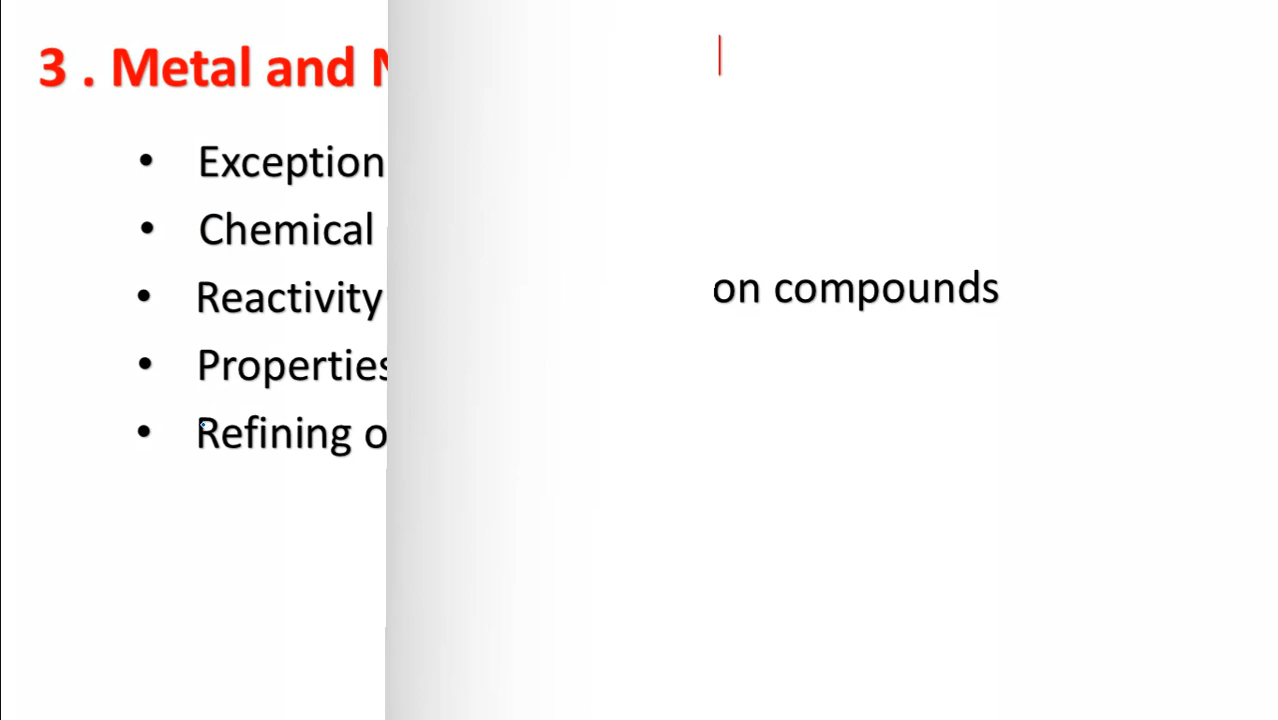 3 . Metal and
• Exception
• Chemical
• Reactivity
on compounds
• Properties
• Refining